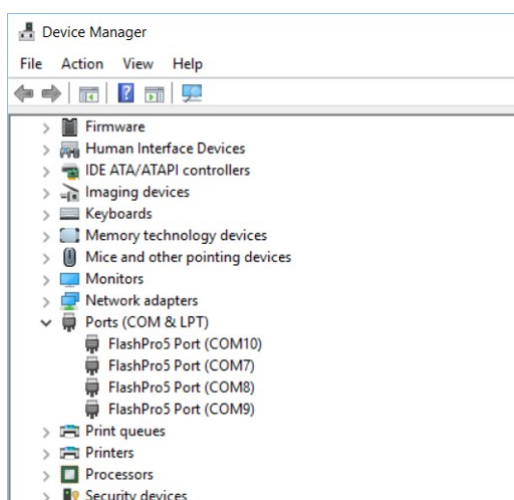 Device Manager
File Action View Help
Firmware
Human Interface Devices
IDE ATA/ATAPI controllers
Imaging devices
Keyboards
Memory technology devices
Mice and other pointing devices
Monitors
Network adapters
Ports (COM & LPT)
FlashPro5 Port (COM10)
FlashPro5 Port (COM7)
FlashPro5 Port (COM8)
FlashPro5 Port (COM9)
Print queues
Printers
Processors
Security devices